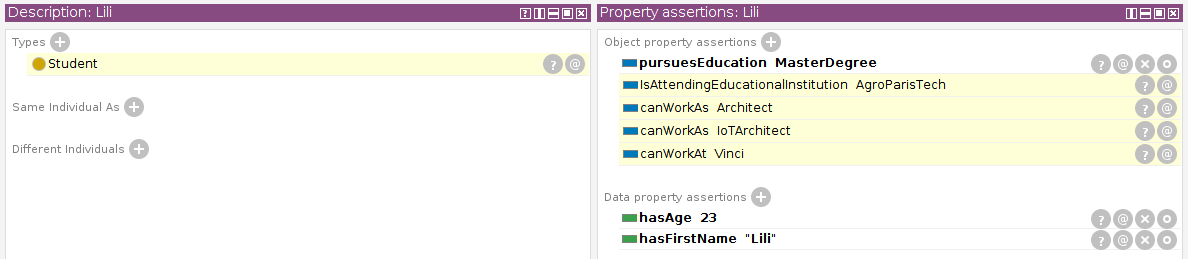 Description: Lili
Types
Student
Same Individual As
Different Individuals
Property assertions: Lili
Object property assertions
pursuesEducation MasterDegree
IsAttendingEducationalInstitution AgroParisTech
canWorkAs Architect
canWorkAs IoTArchitect
canWorkAt Vinci
Data property assertions
hasAge 23
hasFirstName "Lili"